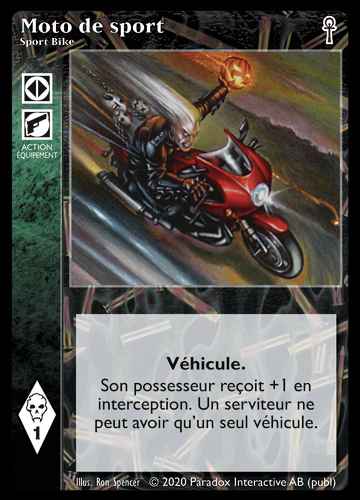 Moto de sport
Sport Bike
ACTION
ÉQUIPEMENT
Véhicule.
Son possesseur reçoit +1 en
interception. Un serviteur ne
peut avoir qu'un seul véhicule.
1
Illus. Ron Spencer © 2020 Paradox Interactive AB (publ)